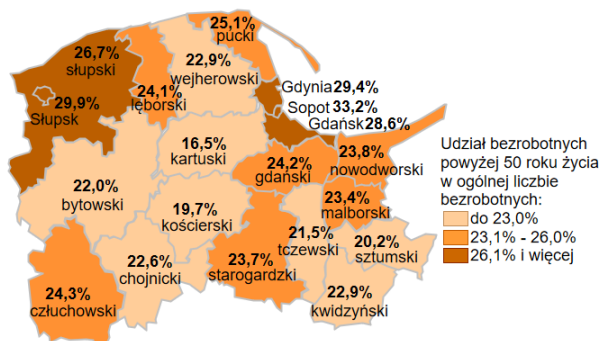 25,1%
pucki
26,7%
słupski
22,9%
wejherowski
24,1%
lęborski
Gdynia 29,4%
Sopot 33,2%
Gdańsk 28,6%
29,9%
Słupsk
16,5%
kartuski
24,2%
gdański
23,8%
nowodworski
22,0%
bytowski
19,7%
kościerski
23,4%
malborski
21,5%
tczewski
20,2%
sztumski
22,6%
chojnicki
23,7%
starogardzki
24,3%
człuchowski
22,9%
kwidzyński
Udział bezrobotnych
powyżej 50 roku życia
w ogólnej liczbie
bezrobotnych:
do 23,0%
23,1% - 26,0%
26,1% i więcej